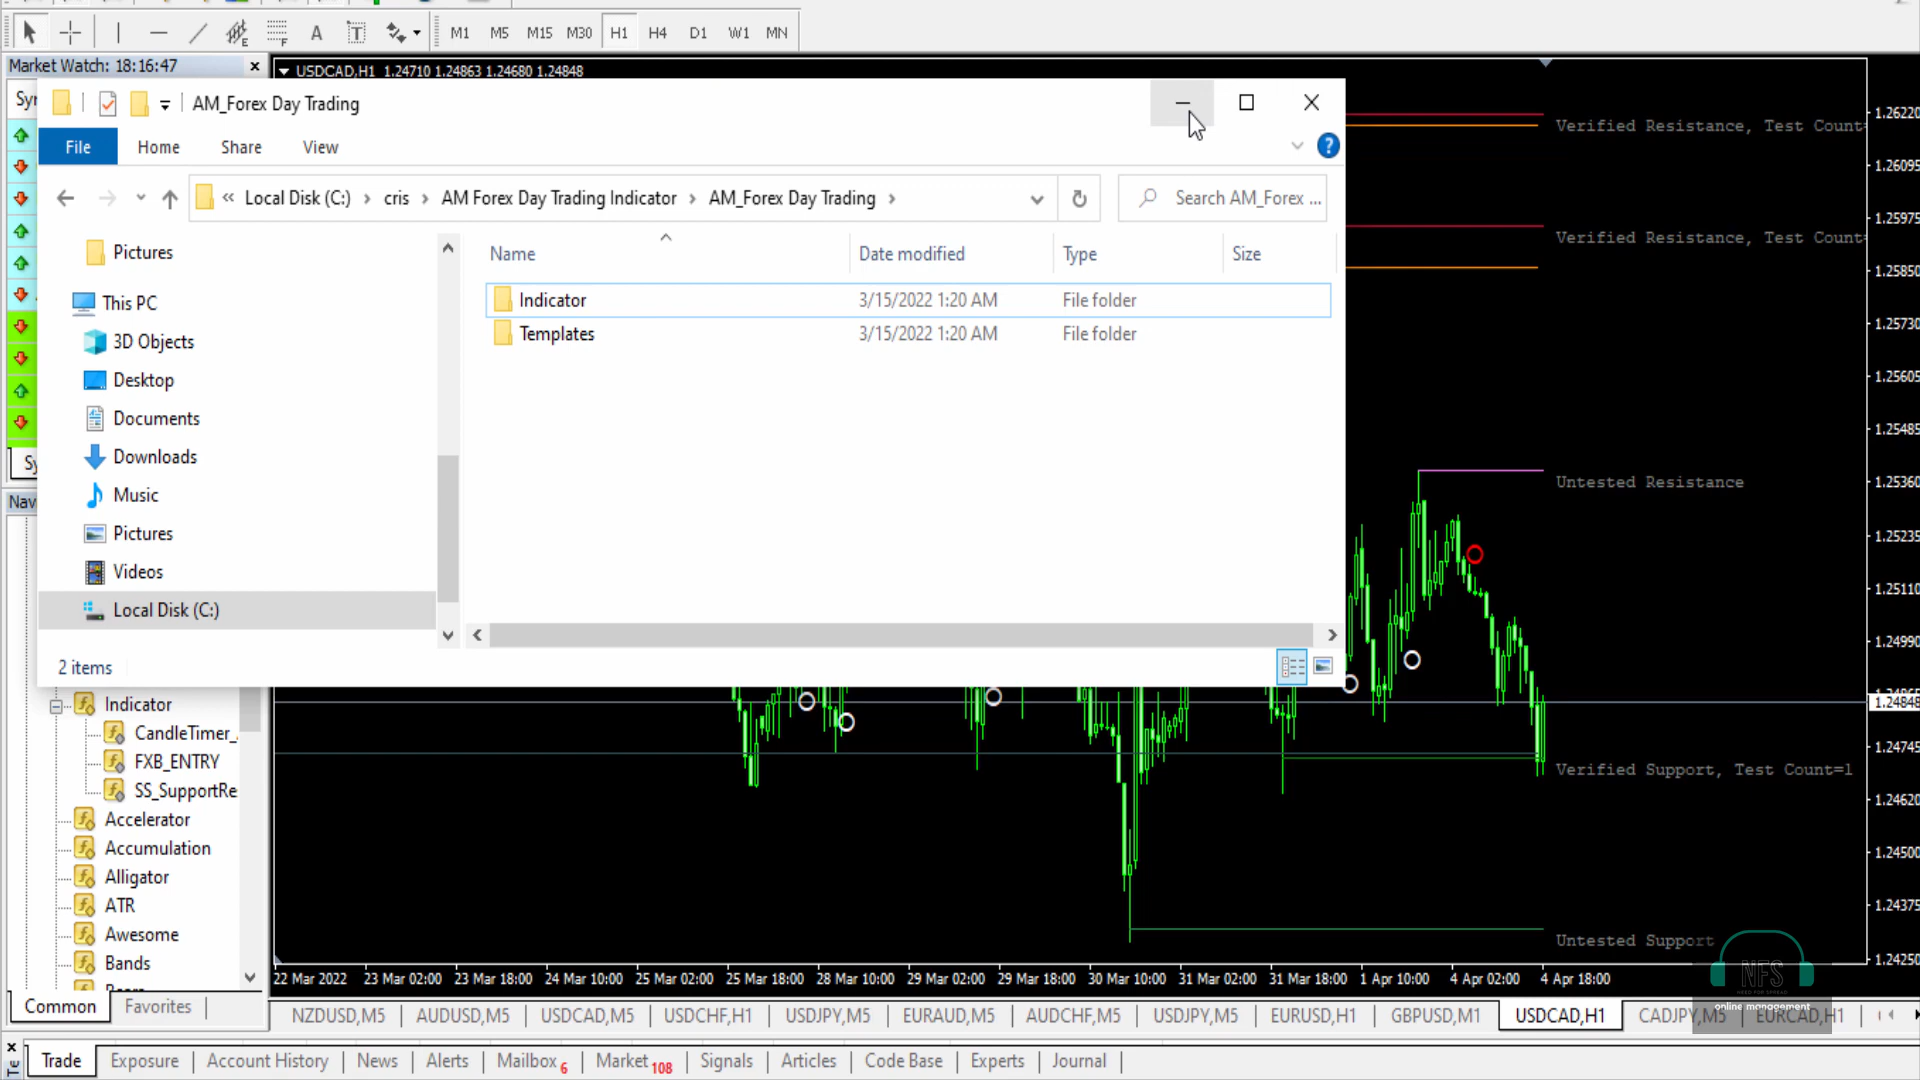 E
F
A
T
M1 M5 M15 M30 H1 H4 D1 W1 MN
Market Watch: 18:16:47
USDCAD,H1 1.24710 1.24863 1.24680 1.24848
AM_Forex Day Trading
File Home Share View
?
« Local Disk (C:) › cris › AM Forex Day Trading Indicator › AM_Forex Day Trading ›
Search AM_Forex ...
Name Date modified Type Size
Indicator 3/15/2022 1:20 AM File folder
Templates 3/15/2022 1:20 AM File folder
Pictures
This PC
3D Objects
Desktop
Documents
Downloads
Music
Pictures
Videos
Local Disk (C:)
2 items
Verified Resistance, Test Count=
Verified Resistance, Test Count=
Untested Resistance
Verified Support, Test Count=1
Untested Support
1.26220
1.26095
1.25975
1.25850
1.25730
1.25605
1.25485
1.25360
1.25235
1.25110
1.24990
1.24848
1.24745
1.24620
1.24500
1.24375
1.24250
Indicator
CandleTimer_
FXB_ENTRY
SS_SupportRe
Accelerator
Accumulation
Alligator
ATR
Awesome
Bands
Common Favorites
22 Mar 2022 23 Mar 02:00 23 Mar 18:00 24 Mar 10:00 25 Mar 02:00 25 Mar 18:00 28 Mar 10:00 29 Mar 02:00 29 Mar 18:00 30 Mar 10:00 31 Mar 02:00 31 Mar 18:00 1 Apr 10:00 4 Apr 02:00 4 Apr 18:00
NFS
online management
NZDUSD,M5 AUDUSD,M5 USDCAD,M5 USDCHF,H1 USDJPY,M5 EURAUD,M5 AUDCHF,M5 USDJPY,M5 EURUSD,H1 GBPUSD,M1 USDCAD,H1 CADJPY,M5 EURCAD,H1
Trade Exposure Account History News Alerts Mailbox 6 Market 108 Signals Articles Code Base Experts Journal